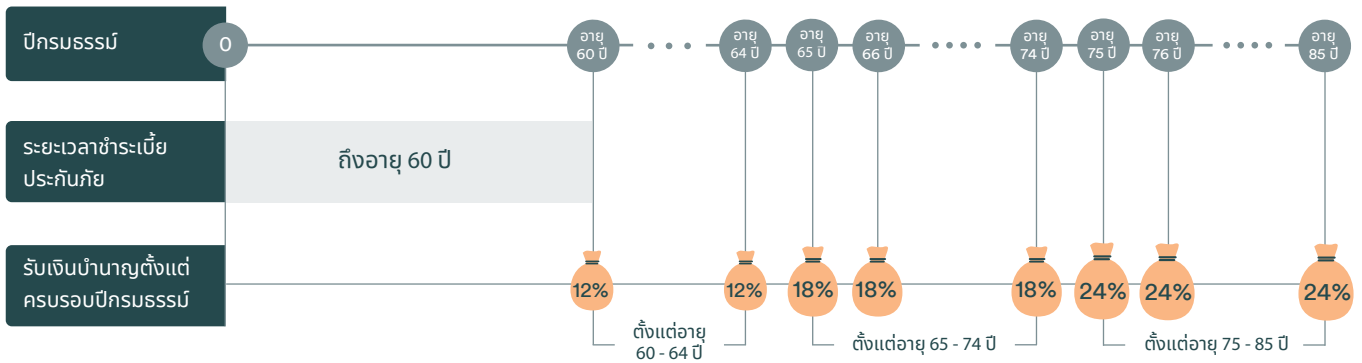 ปีกรมธรรม์
0
อายุ
60 ปี
อายุ
64 ปี
อายุ
65 ปี
อายุ
66 ปี
อายุ
74 ปี
อายุ
75 ปี
อายุ
76 ปี
อายุ
85 ปี
ระยะเวลาชำระเบี้ย
ประกันภัย
ถึงอายุ 60 ปี
รับเงินบำนาญตั้งแต่
ครบรอบปีกรมธรรม์
12%
12%
18%
18%
18%
24%
24%
24%
ตั้งแต่อายุ
60 - 64 ปี
ตั้งแต่อายุ 65 - 74 ปี
ตั้งแต่อายุ 75 - 85 ปี